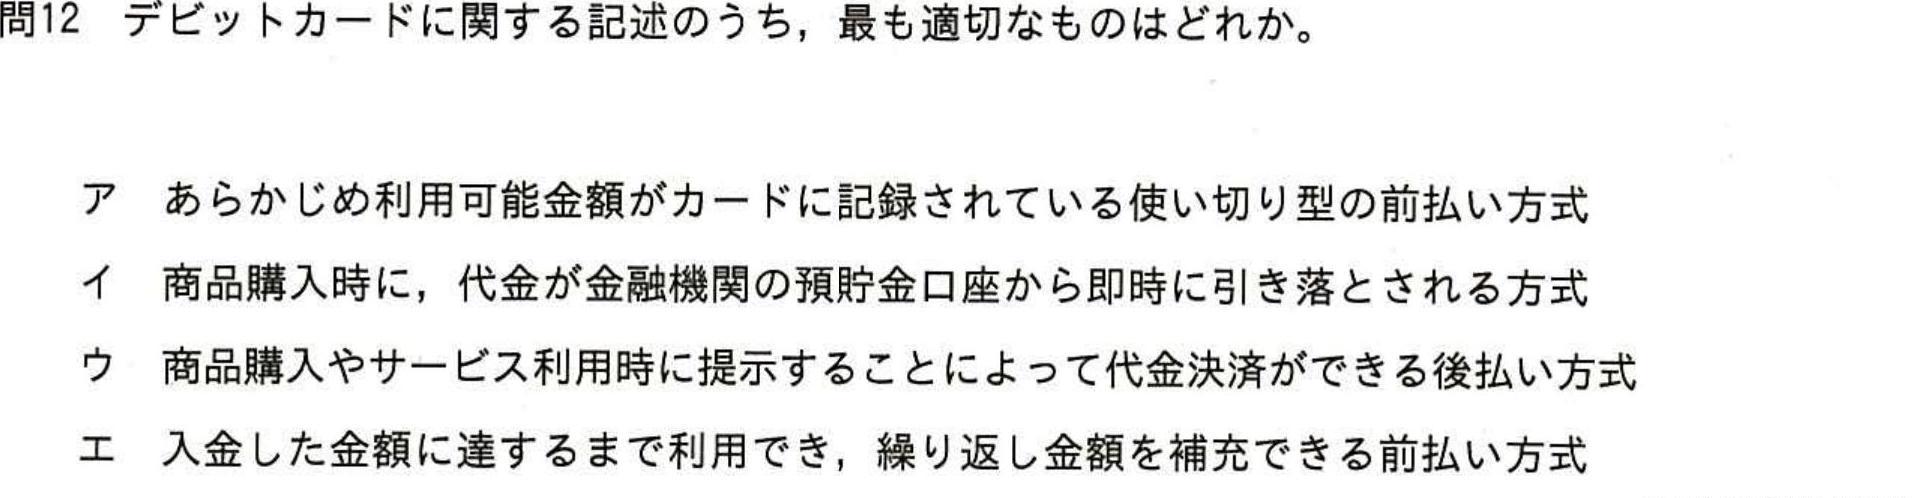 問12 デビットカードに関する記述のうち，最も適切なものはどれか。
ア あらかじめ利用可能金額がカードに記録されている使い切り型の前払い方式
イ 商品購入時に，代金が金融機関の預貯金口座から即時に引き落とされる方式
ウ 商品購入やサービス利用時に提示することによって代金決済ができる後払い方式
エ 入金した金額に達するまで利用でき，繰り返し金額を補充できる前払い方式